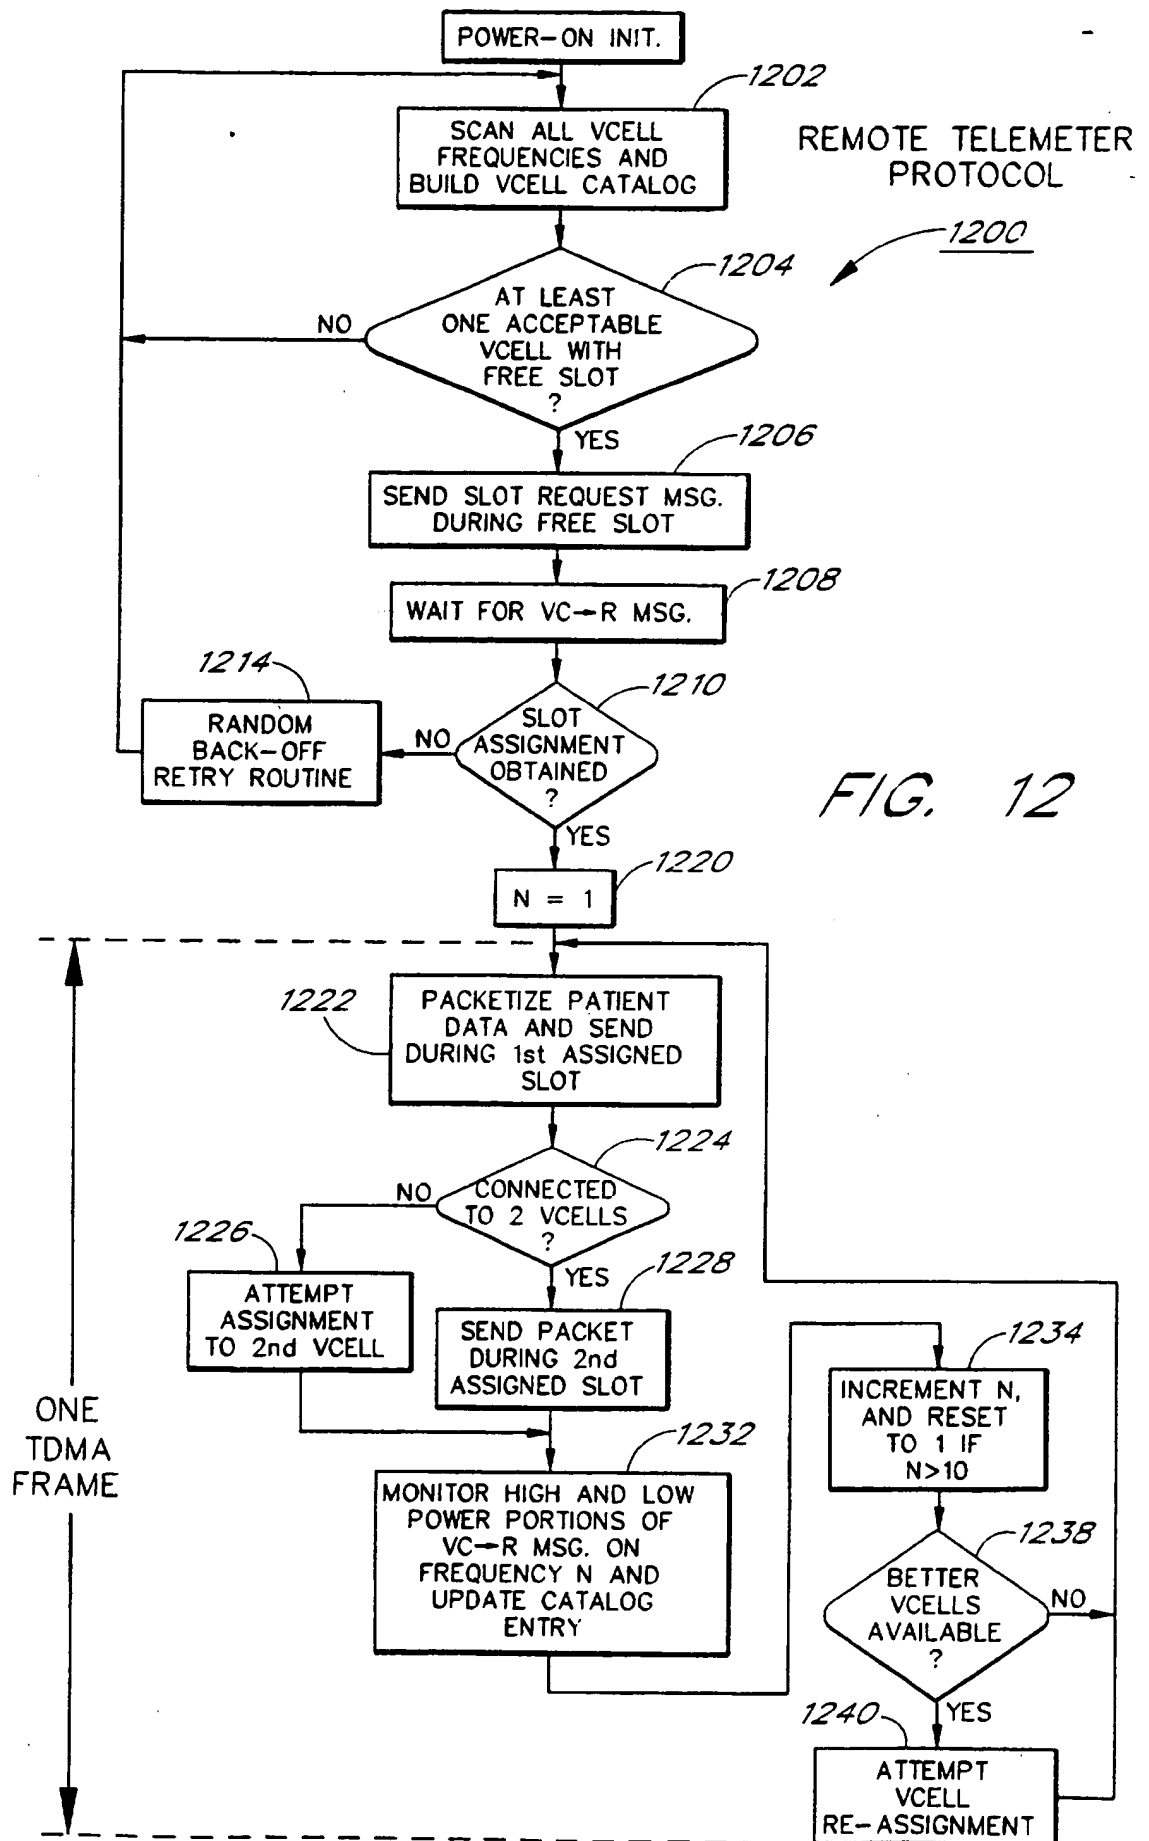 POWER-ON INIT.
1202
SCAN ALL VCELL
FREQUENCIES AND
BUILD VCELL CATALOG
REMOTE TELEMETER
PROTOCOL
1200
1204
AT LEAST
ONE ACCEPTABLE
VCELL WITH
FREE SLOT
?
NO
YES
1206
SEND SLOT REQUEST MSG.
DURING FREE SLOT
1208
WAIT FOR VC→R MSG.
1214
RANDOM
BACK-OFF
RETRY ROUTINE
1210
SLOT
ASSIGNMENT
OBTAINED
?
NO
YES
FIG. 12
1220
N = 1
1222
PACKETIZE PATIENT
DATA AND SEND
DURING 1st ASSIGNED
SLOT
1224
CONNECTED
TO 2 VCELLS
?
NO
YES
1226
ATTEMPT
ASSIGNMENT
TO 2nd VCELL
1228
SEND PACKET
DURING 2nd
ASSIGNED SLOT
ONE
TDMA
FRAME
1232
MONITOR HIGH AND LOW
POWER PORTIONS OF
VC→R MSG. ON
FREQUENCY N AND
UPDATE CATALOG
ENTRY
1234
INCREMENT N,
AND RESET
TO 1 IF
N>10
1238
BETTER
VCELLS
AVAILABLE
?
NO
YES
1240
ATTEMPT
VCELL
RE-ASSIGNMENT